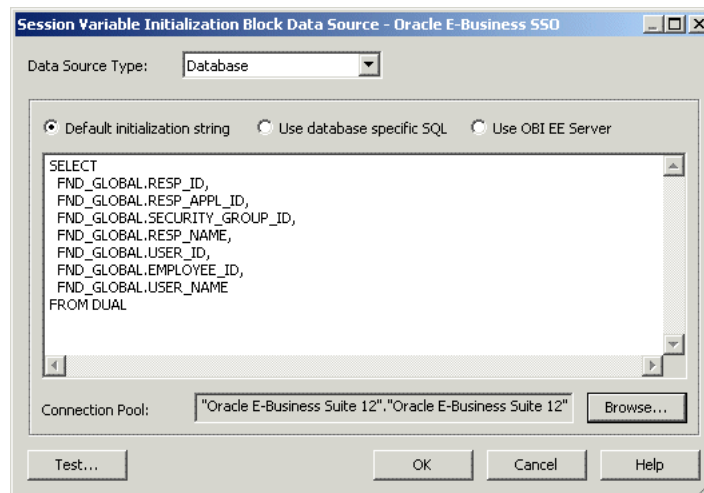 Session Variable Initialization Block Data Source - Oracle E-Business SSO
Data Source Type: Database
Default initialization string Use database specific SQL Use OBI EE Server
SELECT
FND_GLOBAL.RESP_ID,
FND_GLOBAL.RESP_APPL_ID,
FND_GLOBAL.SECURITY_GROUP_ID,
FND_GLOBAL.RESP_NAME,
FND_GLOBAL.USER_ID,
FND_GLOBAL.EMPLOYEE_ID,
FND_GLOBAL.USER_NAME
FROM DUAL
Connection Pool: "Oracle E-Business Suite 12"."Oracle E-Business Suite 12" Browse...
Test... OK Cancel Help